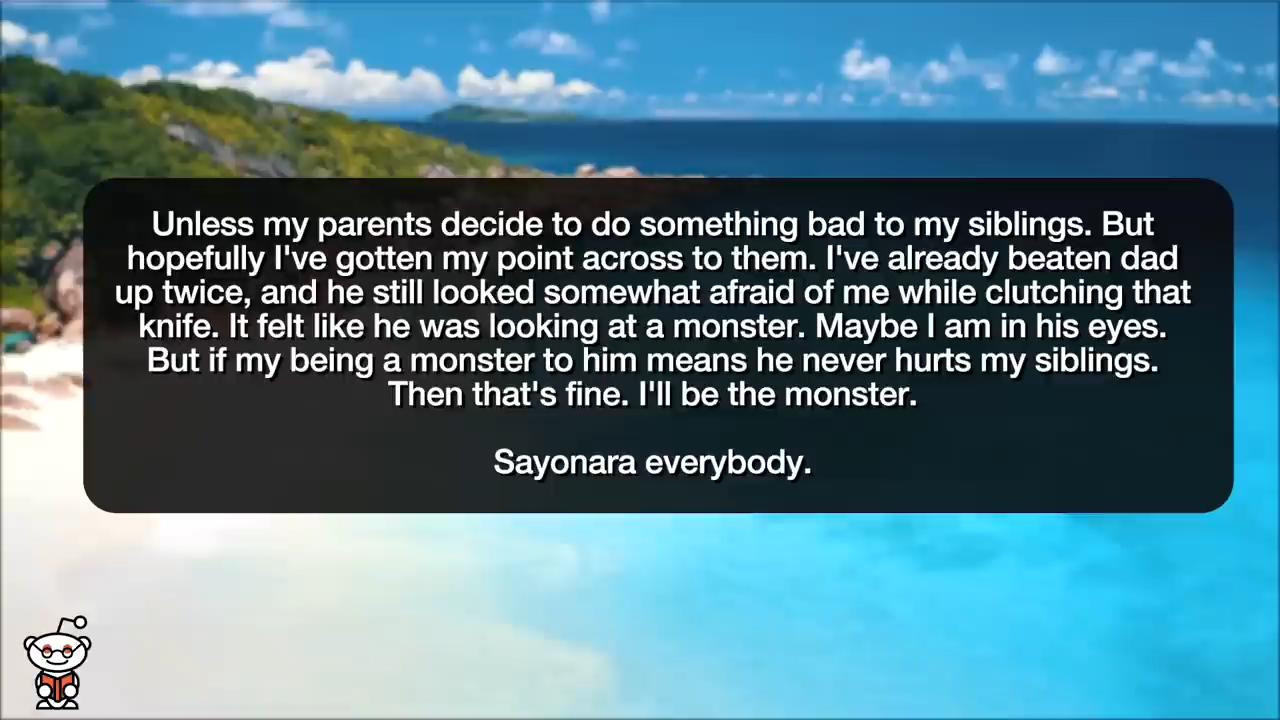 Unless my parents decide to do something bad to my siblings. But
hopefully I've gotten my point across to them. I've already beaten dad
up twice, and he still looked somewhat afraid of me while clutching that
knife. It felt like he was looking at a monster. Maybe I am in his eyes.
But if my being a monster to him means he never hurts my siblings.
Then that's fine. I'll be the monster.
Sayonara everybody.